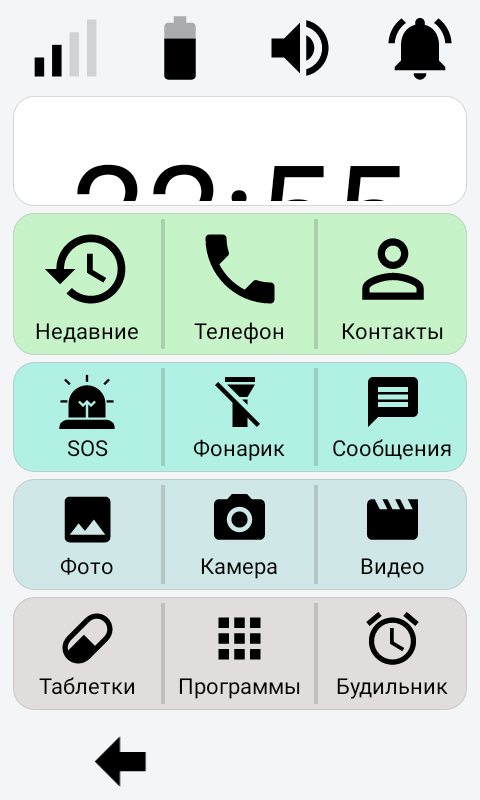 Недавние Телефон Контакты
SOS Фонарик Сообщения
Фото Камера Видео
Таблетки Программы Будильник